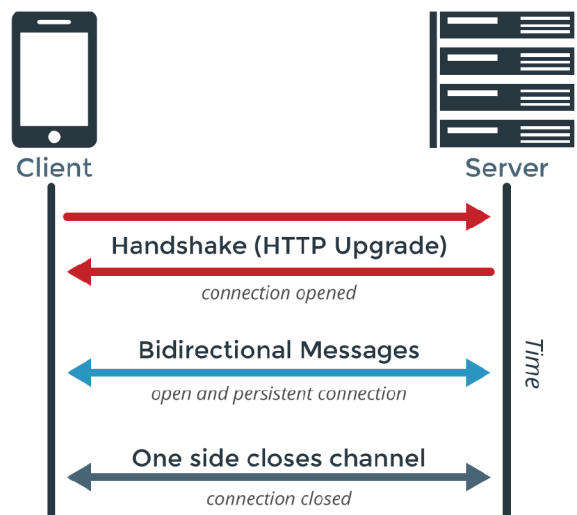 Client
Server
Handshake (HTTP Upgrade)
connection opened
Bidirectional Messages
open and persistent connection
Time
One side closes channel
connection closed